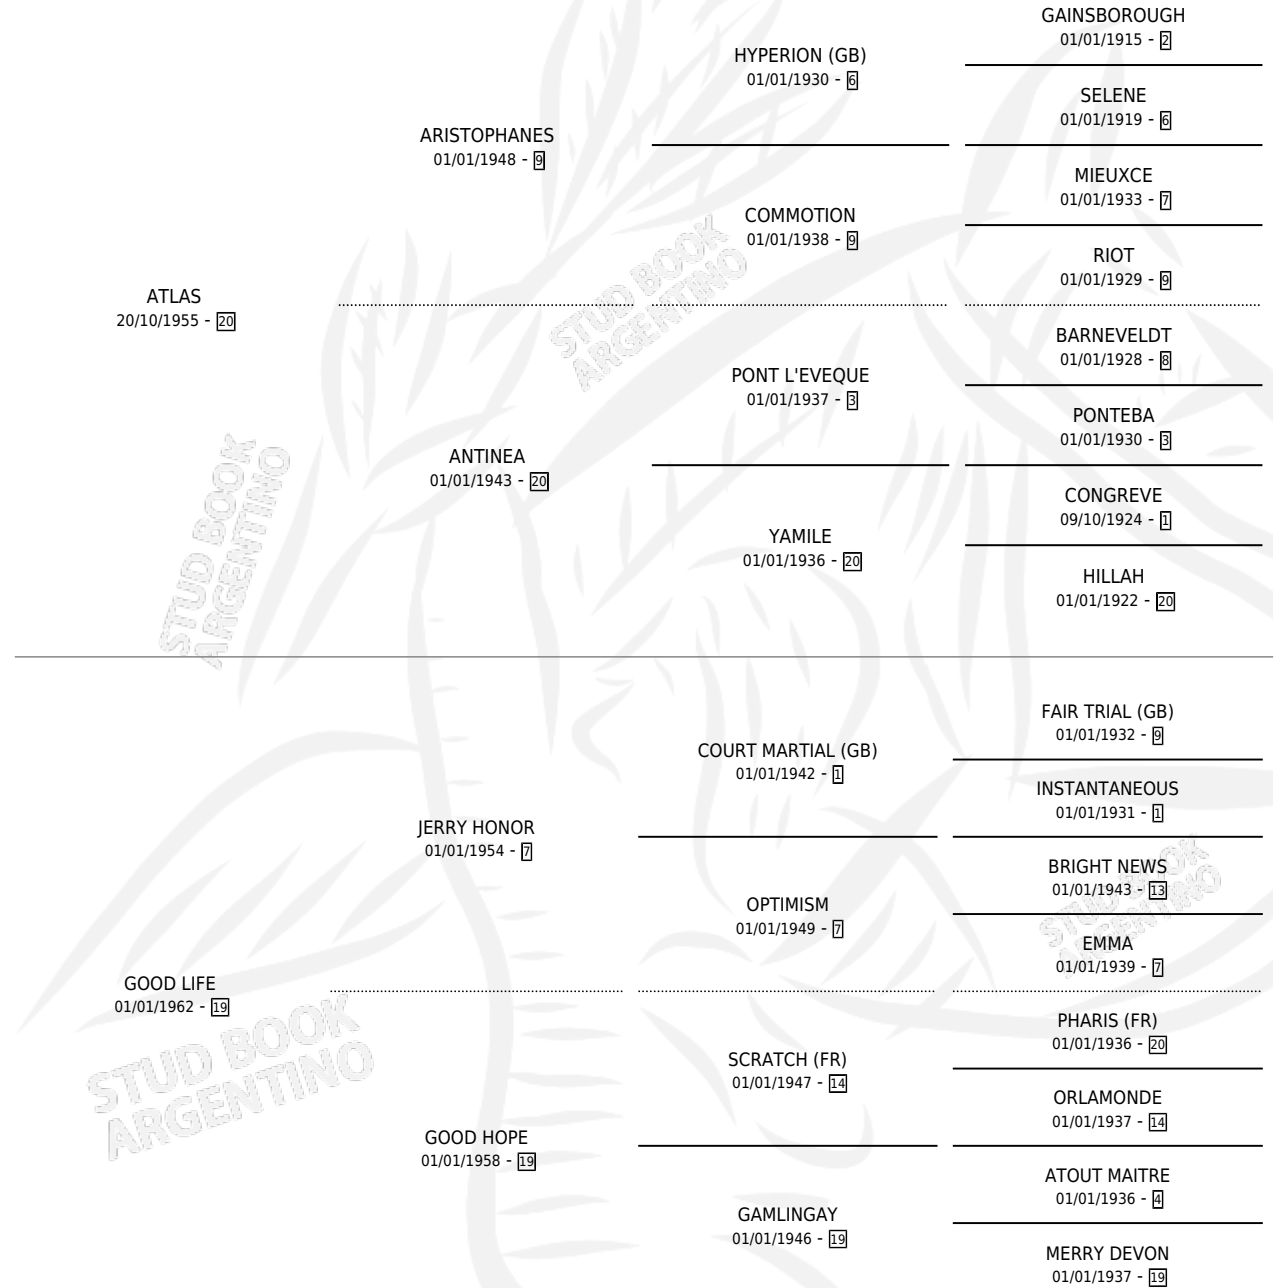 GAINSBOROUGH
01/01/1915 - 2
HYPERION (GB)
01/01/1930 - 6
SELENE
01/01/1919 - 6
ARISTOPHANES
01/01/1948 - 9
MIEUXCE
01/01/1933 - 7
COMMOTION
01/01/1938 - 9
RIOT
01/01/1929 - 9
ATLAS
20/10/1955 - 20
BARNEVELDT
01/01/1928 - 8
PONT L'EVEQUE
01/01/1937 - 3
PONTEBA
01/01/1930 - 3
ANTINEA
01/01/1943 - 20
CONGREVE
09/10/1924 - 1
YAMILE
01/01/1936 - 20
HILLAH
01/01/1922 - 20
STUD BOOK
ARGENTINO
STUD BOOK
ARGENTINO
FAIR TRIAL (GB)
01/01/1932 - 9
COURT MARTIAL (GB)
01/01/1942 - 1
INSTANTANEOUS
01/01/1931 - 1
JERRY HONOR
01/01/1954 - 7
BRIGHT NEWS
01/01/1943 - 13
OPTIMISM
01/01/1949 - 7
EMMA
01/01/1939 - 7
GOOD LIFE
01/01/1962 - 19
PHARIS (FR)
01/01/1936 - 20
SCRATCH (FR)
01/01/1947 - 14
ORLAMONDE
01/01/1937 - 14
GOOD HOPE
01/01/1958 - 19
ATOUT MAITRE
01/01/1936 - 4
GAMLINGAY
01/01/1946 - 19
MERRY DEVON
01/01/1937 - 19
STUD BOOK
ARGENTINO
STUD BOOK
ARGENTINO